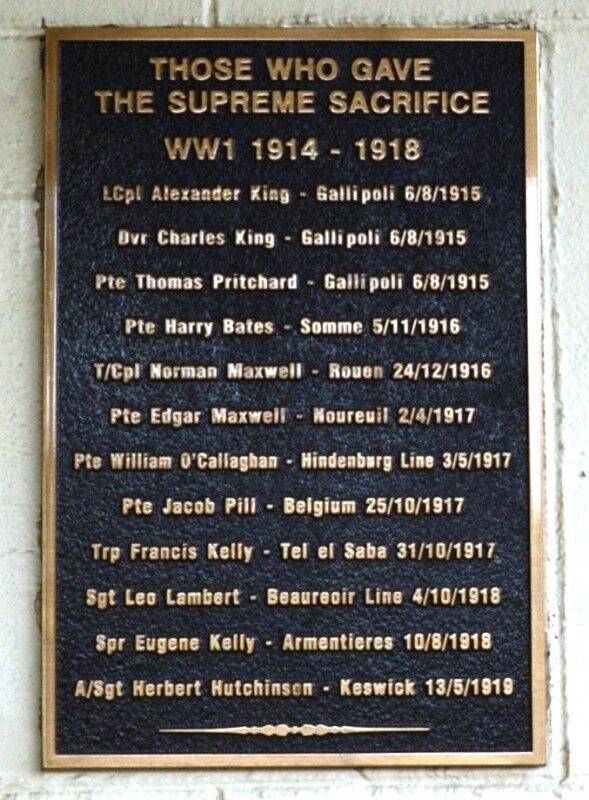 THOSE WHO GAVE
THE SUPREME SACRIFICE
WW1 1914 - 1918
LCpl Alexander King - Gallipoli 6/8/1915
Dvr Charles King - Gallipoli 6/8/1915
Pte Thomas Pritchard - Gallipoli 6/8/1915
Pte Harry Bates - Somme 5/11/1916
T/Cpl Norman Maxwell - Rouen 24/12/1916
Pte Edgar Maxwell - Noureuil 2/4/1917
Pte William O'Callaghan - Hindenburg Line 3/5/1917
Pte Jacob Pill - Belgium 25/10/1917
Trp Francis Kelly - Tel el Saba 31/10/1917
Sgt Leo Lambert - Beaureoir Line 4/10/1918
Spr Eugene Kelly - Armentieres 10/8/1918
A/Sgt Herbert Hutchinson - Keswick 13/5/1919